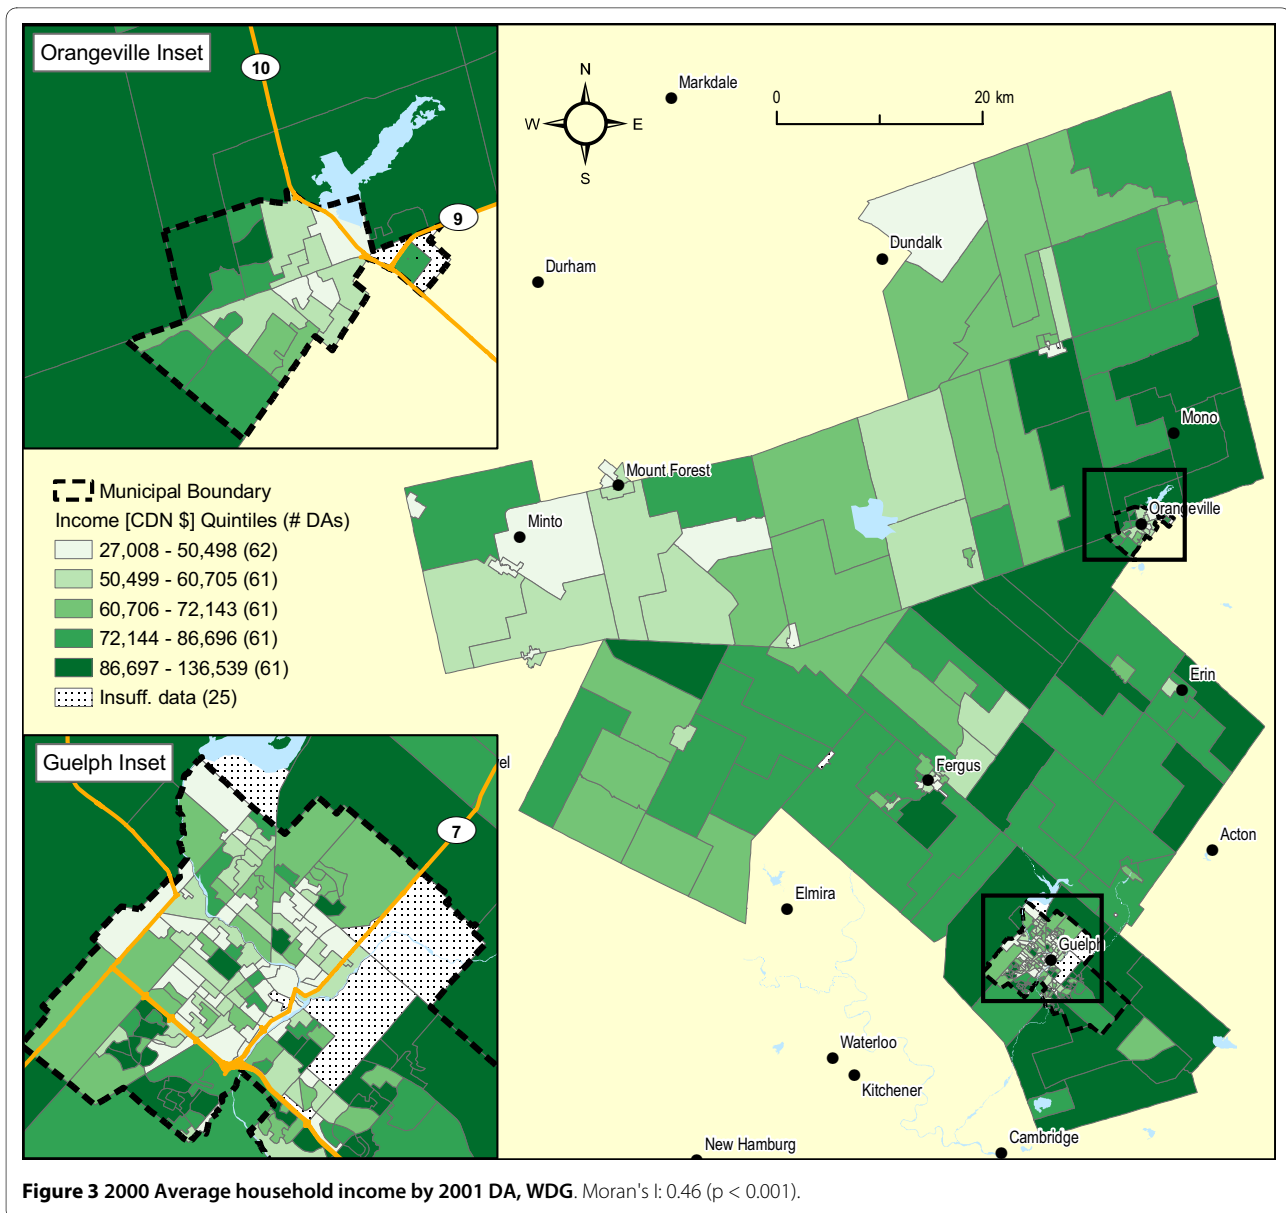 Orangeville Inset
10
9
N
W
E
S
0
20 km
Markdale
Durham
Dundalk
Mono
Orangeville
Mount Forest
Minto
Municipal Boundary
Income [CDN $] Quintiles (# DAs)
27,008 - 50,498 (62)
50,499 - 60,705 (61)
60,706 - 72,143 (61)
72,144 - 86,696 (61)
86,697 - 136,539 (61)
Insuff. data (25)
Guelph Inset
7
el
Erin
Fergus
Acton
Elmira
Guelph
Waterloo
Kitchener
New Hamburg
Cambridge
Figure 3 2000 Average household income by 2001 DA, WDG. Moran's I: 0.46 (p < 0.001).